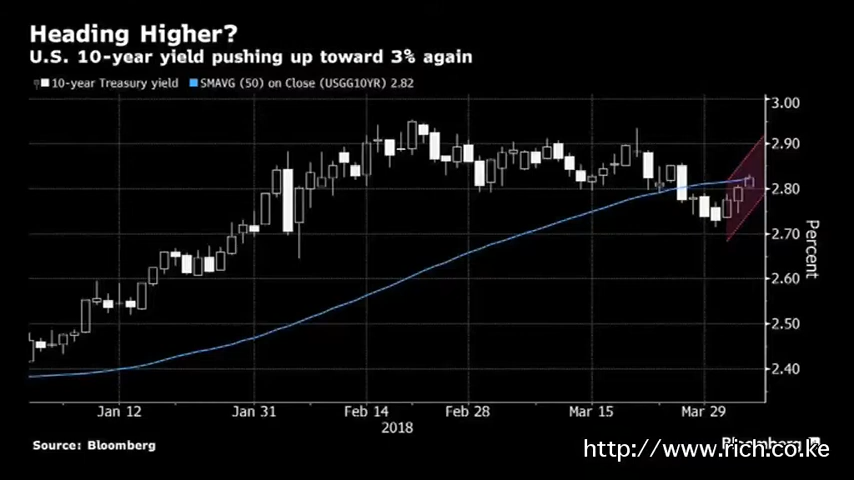 Heading Higher?
U.S. 10-year yield pushing up toward 3% again
10-year Treasury yield SMAVG (50) on Close (USGG10YR) 2.82
3.00
2.90
2.80
2.70
2.60
2.50
2.40
Percent
Jan 12 Jan 31 Feb 14 Feb 28 Mar 15 Mar 29
2018
Source: Bloomberg
Bloomberg
http://www.rich.co.ke